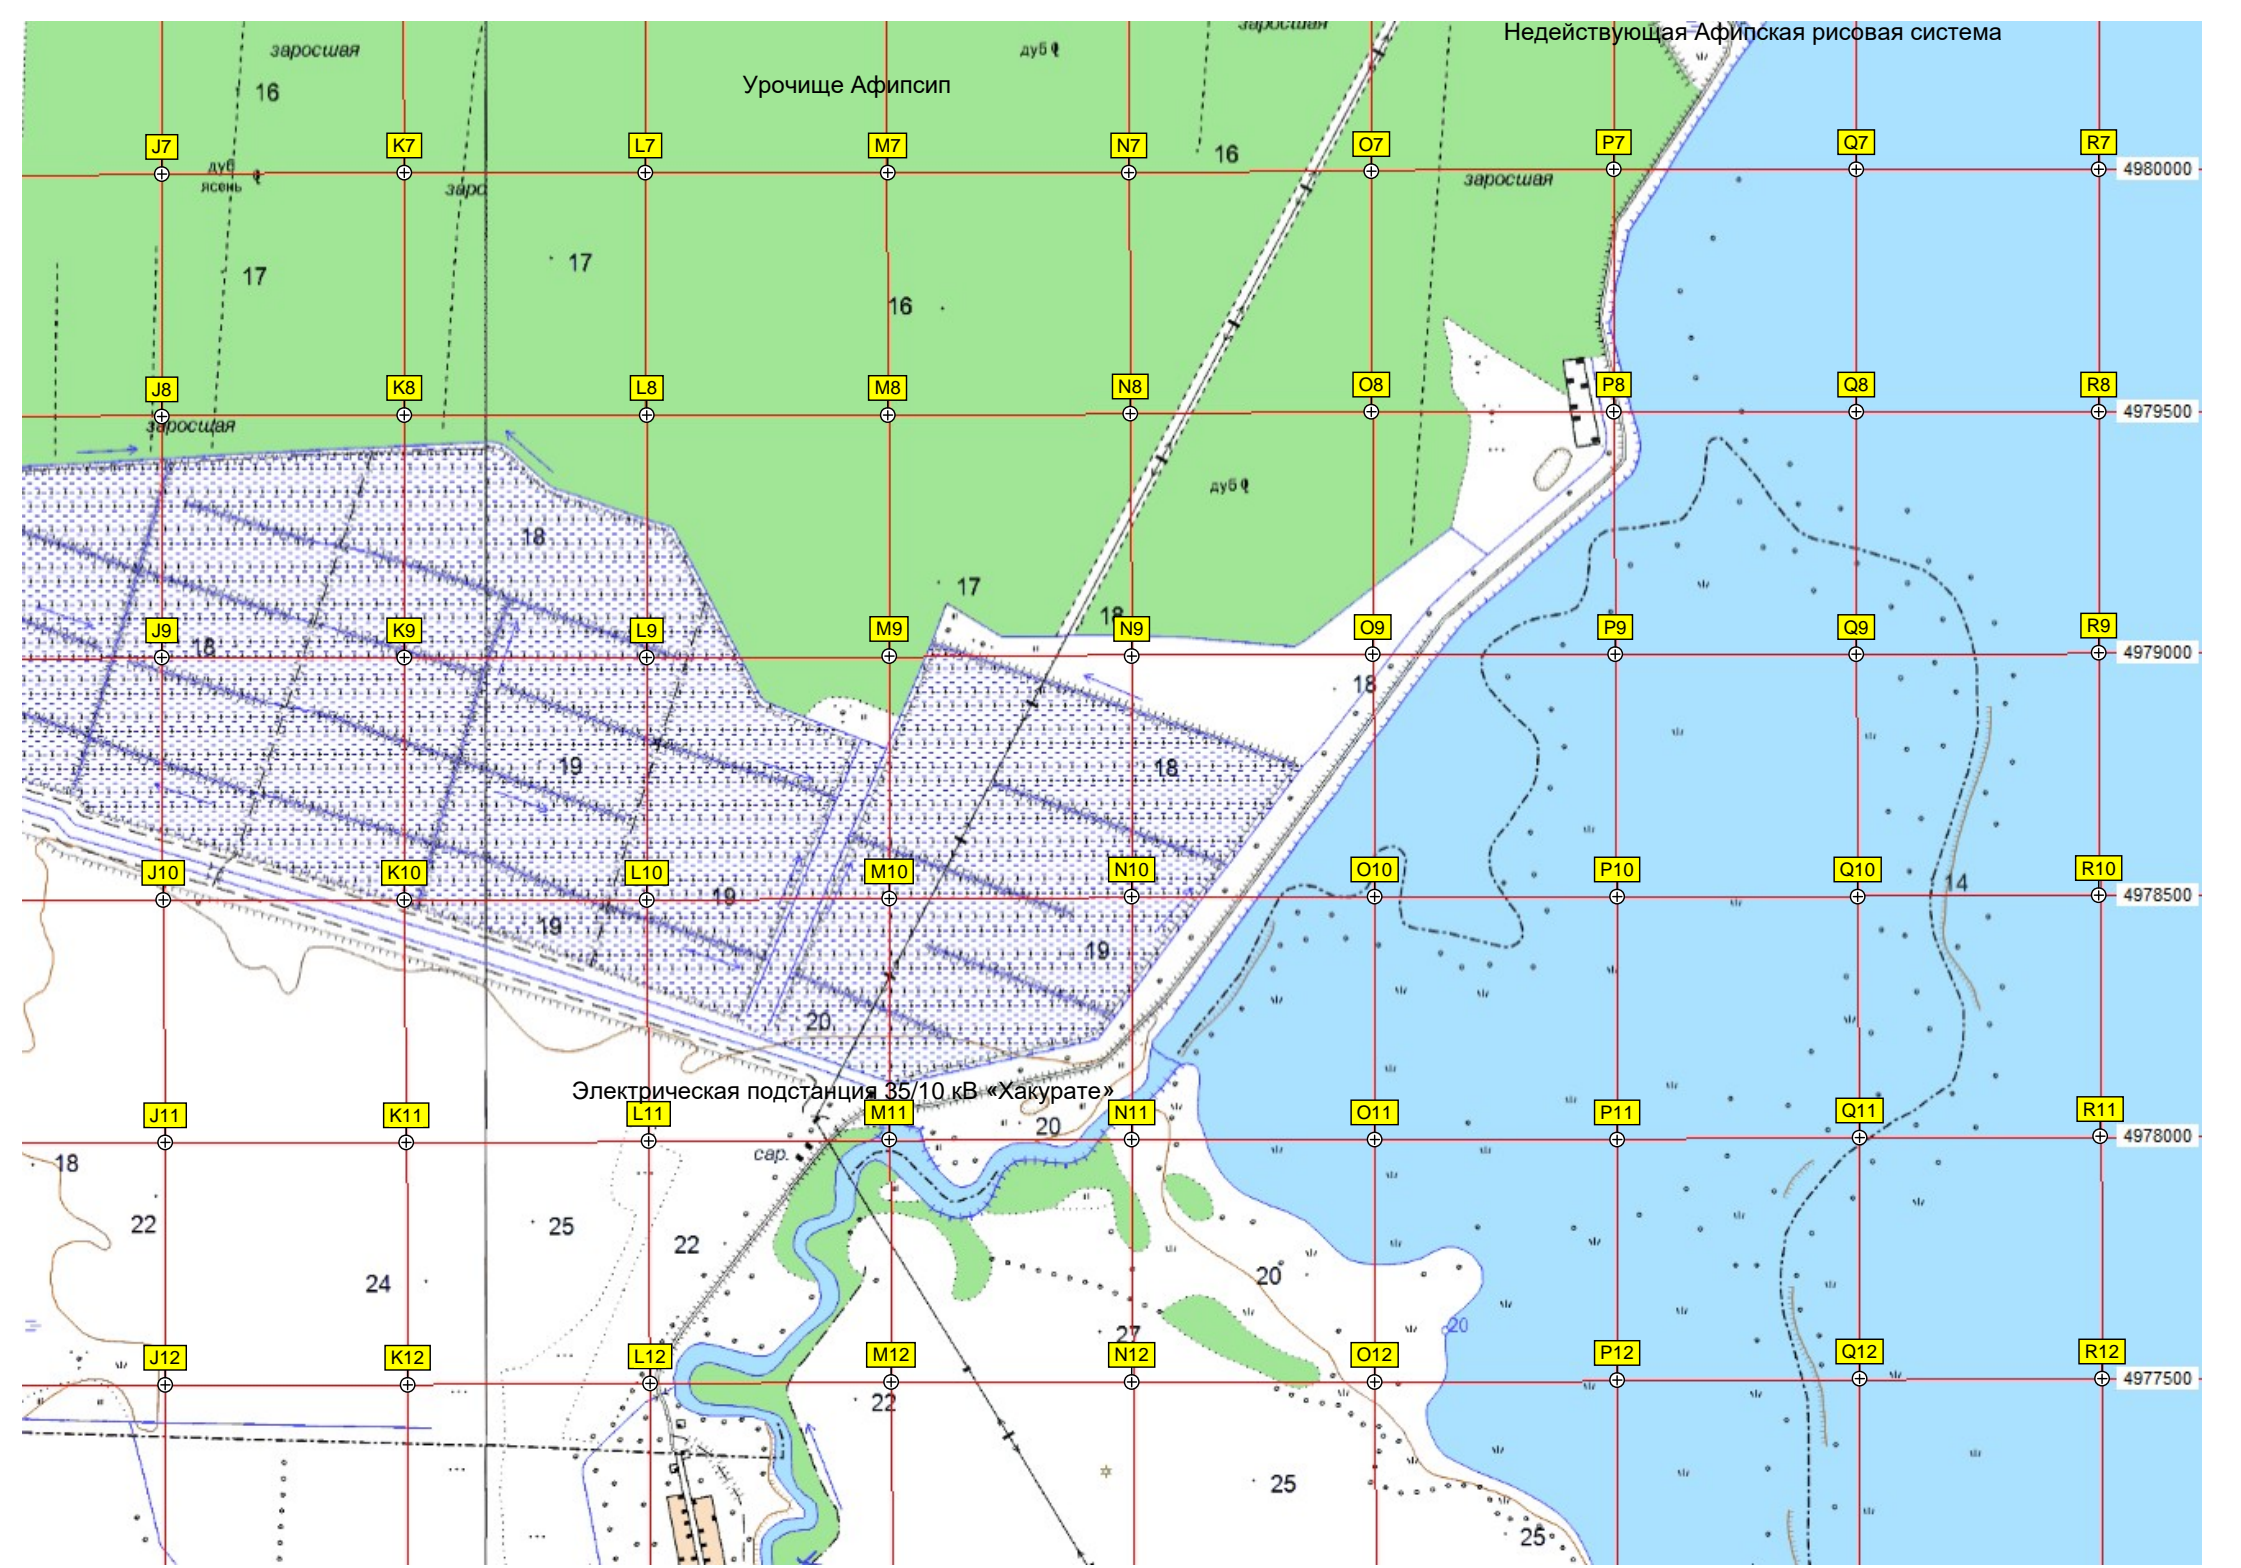 заросшая
Недействующая Афипская рисовая система
заросшая
дуб
16
Урочище Афипсип
J7
K7
L7
M7
N7
O7
P7
Q7
R7
16
4980000
дуб
ясень
заросшая
зарс
17
17
16
J8
K8
L8
M8
N8
O8
P8
Q8
R8
4979500
заросшая
дуб
18
17
18
J9
K9
L9
M9
N9
O9
P9
Q9
R9
18
4979000
18
19
18
J10
K10
L10
M10
N10
O10
P10
Q10
R10
14
4978500
19
19
19
20
Электрическая подстанция 35/10 кВ «Хакурате»
J11
K11
L11
M11
N11
O11
P11
Q11
R11
20
4978000
сар.
18
22
25
22
24
20
20
27
J12
K12
L12
M12
N12
O12
P12
Q12
R12
4977500
22
25
25